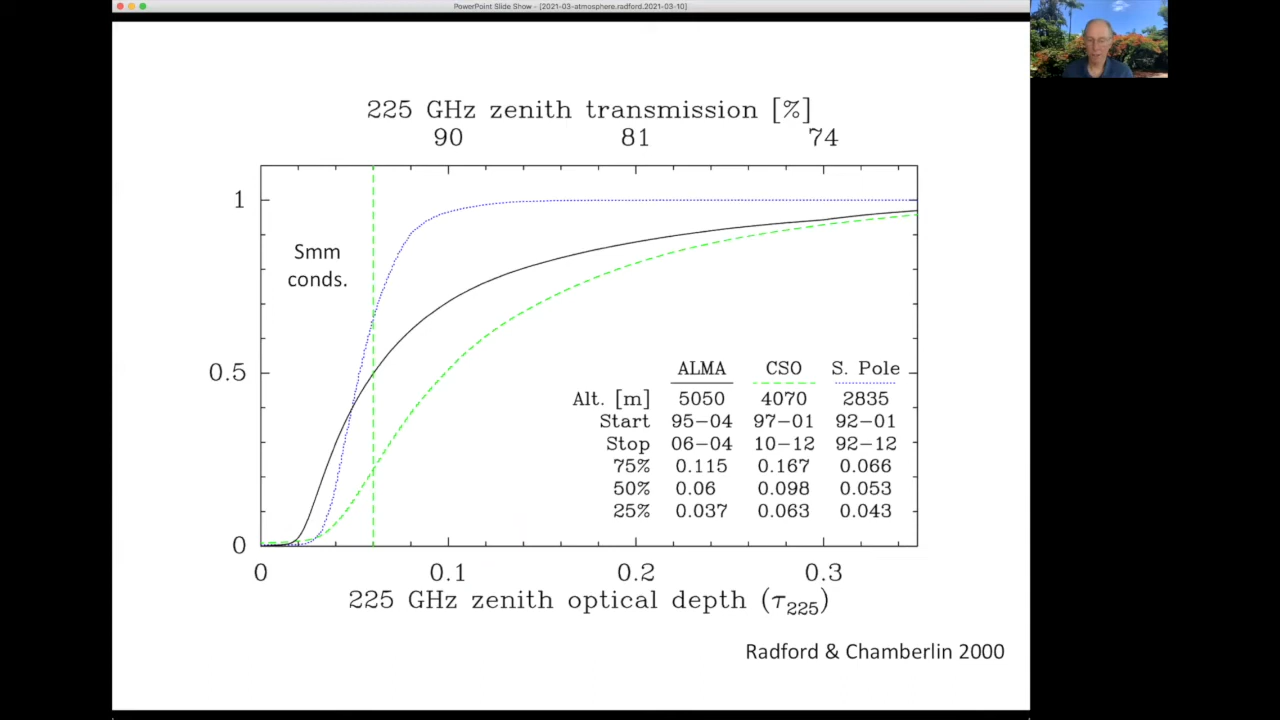 PowerPoint Slide Show - [2021-03-atmosphere.radford.2021-03-10]
225 GHz zenith transmission [%]
90 81 74
1
Smm
conds.
0.5
ALMA CSO S. Pole
Alt. [m] 5050 4070 2835
Start 95-04 97-01 92-01
Stop 06-04 10-12 92-12
75% 0.115 0.167 0.066
50% 0.06 0.098 0.053
25% 0.037 0.063 0.043
0
0 0.1 0.2 0.3
225 GHz zenith optical depth (τ225)
Radford & Chamberlin 2000